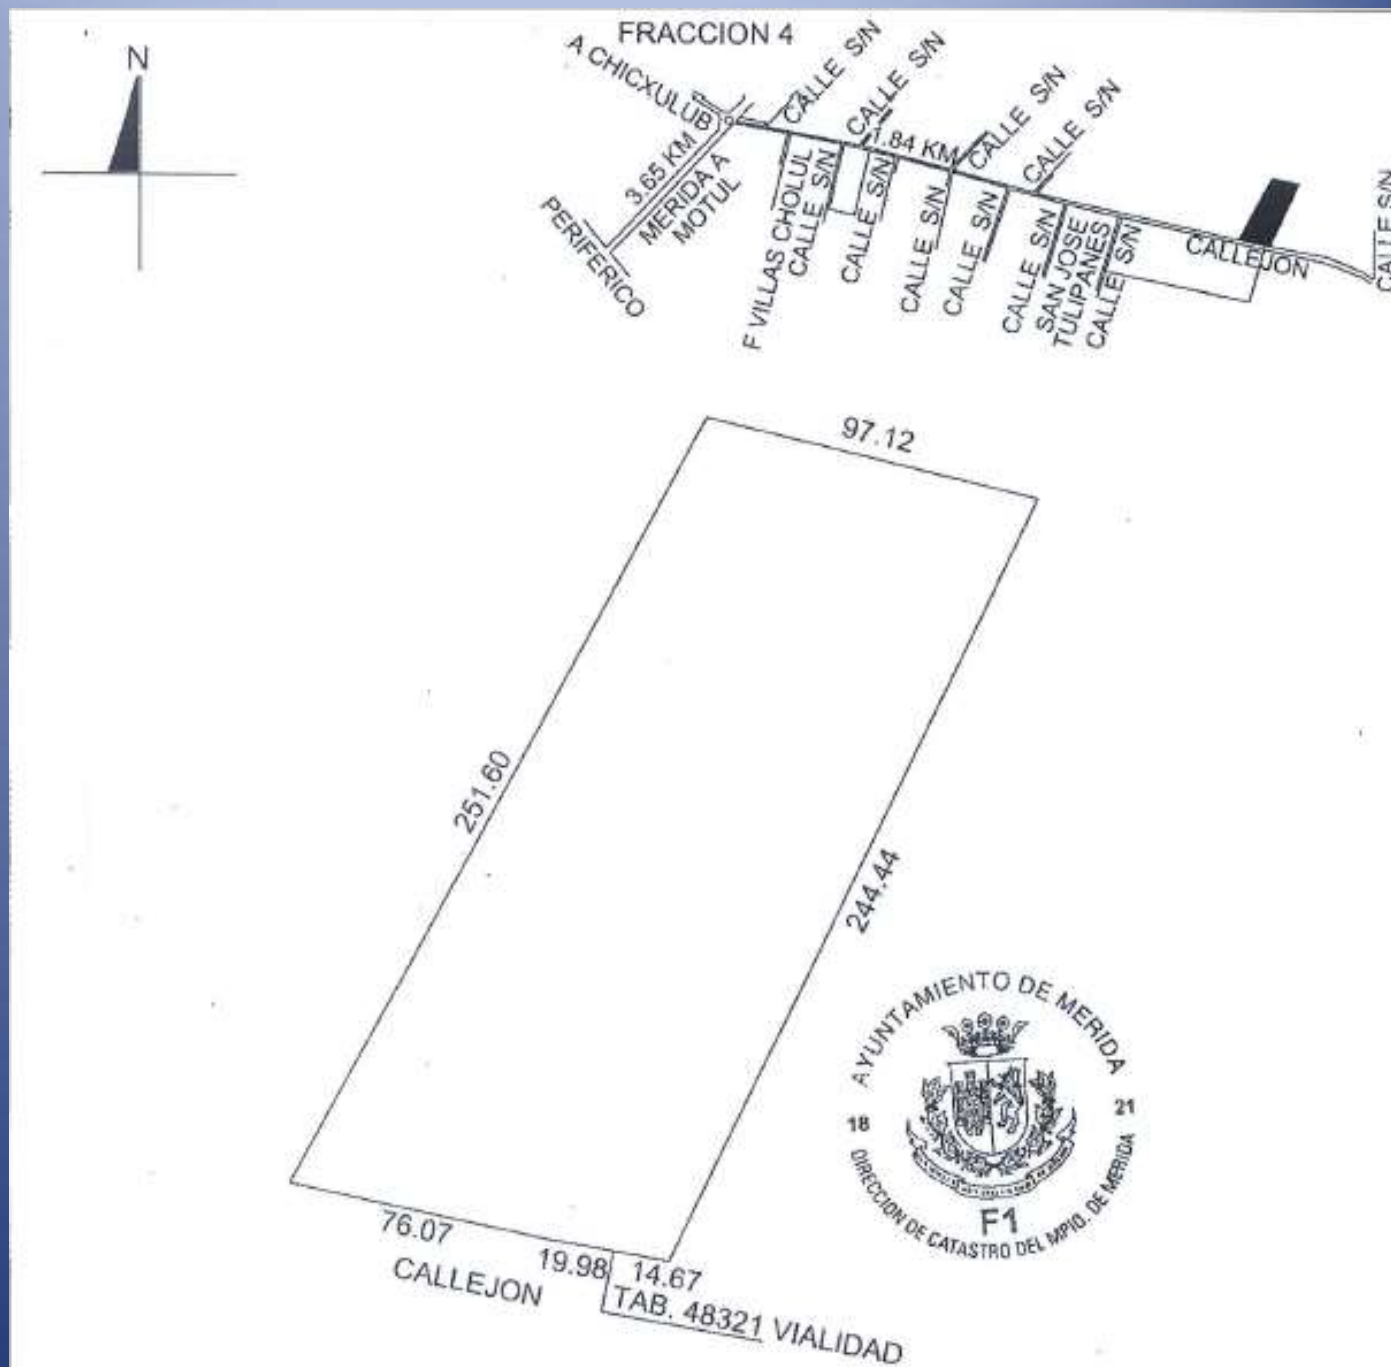 FRACCION 4
N
A CHICXULUB
CALLE S/N
CALLE S/N
CALLE S/N
CALLE S/N
1.84 KM
3.65 KM
MERIDA A
MOTUL
PERIFERICO
F VILLAS CHOLUL
CALLE S/N
CALLE S/N
CALLE S/N
CALLE S/N
CALLE S/N
SAN JOSE
TULIPANES
CALLE S/N
CALLEJON
CALLE S/N
97.12
251.60
244.44
76.07
19.98
14.67
CALLEJON
TAB. 48321 VIALIDAD
AYUNTAMIENTO DE MERIDA
18
21
F1
DIRECCION DE CATASTRO DEL MPIO. DE MERIDA